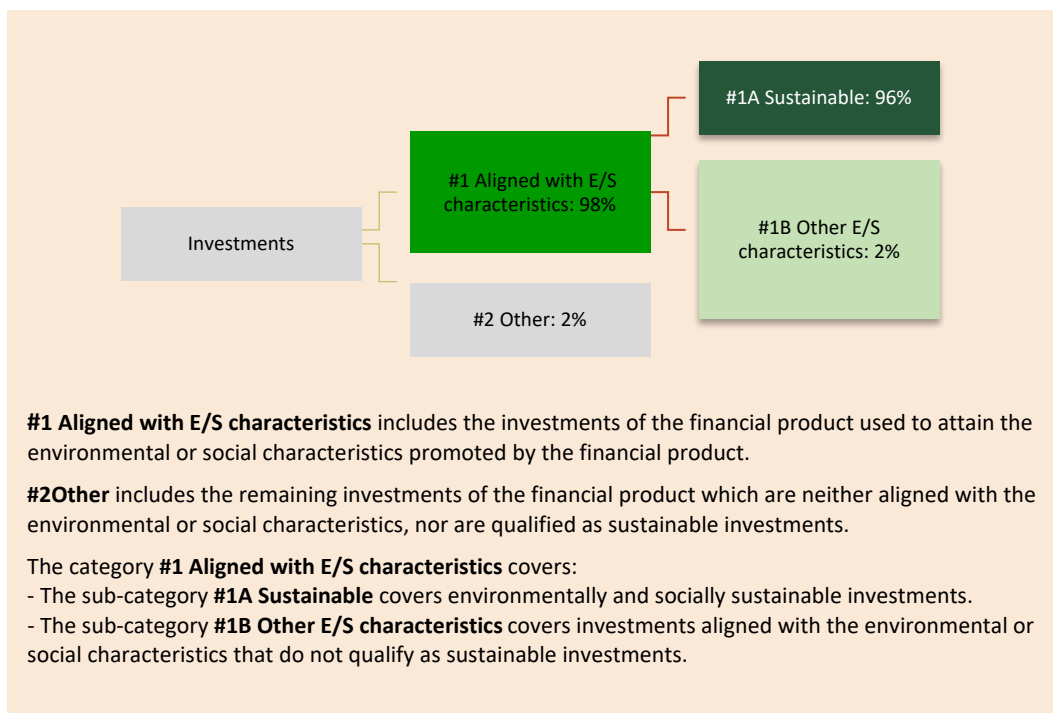 #1A Sustainable: 96%
#1 Aligned with E/S
characteristics: 98%
Investments
#1B Other E/S
characteristics: 2%
#2 Other: 2%
#1 Aligned with E/S characteristics includes the investments of the financial product used to attain the
environmental or social characteristics promoted by the financial product.
#2Other includes the remaining investments of the financial product which are neither aligned with the
environmental or social characteristics, nor are qualified as sustainable investments.
The category #1 Aligned with E/S characteristics covers:
- The sub-category #1A Sustainable covers environmentally and socially sustainable investments.
- The sub-category #1B Other E/S characteristics covers investments aligned with the environmental or
social characteristics that do not qualify as sustainable investments.